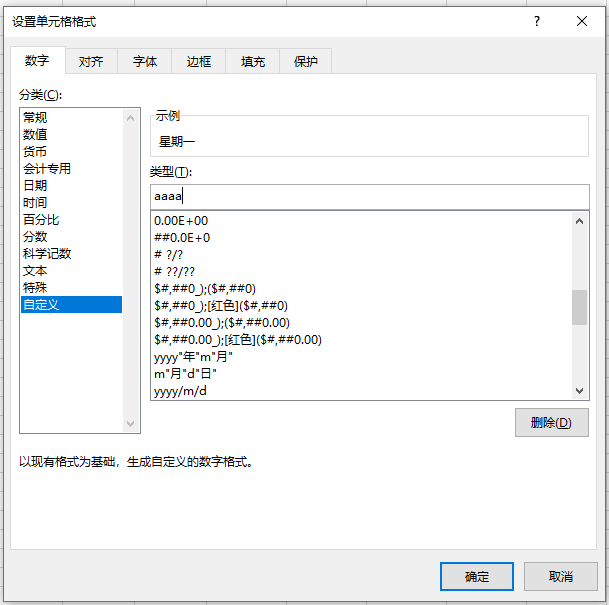 设置单元格格式
?
数字 对齐 字体 边框 填充 保护
分类(C):
常规
数值
货币
会计专用
日期
时间
百分比
分数
科学记数
文本
特殊
自定义
示例
星期一
类型(T):
aaaa
0.00E+00
##0.0E+0
# ?/?
# ??/??
$#,##0_);($#,##0)
$#,##0_);[红色]($#,##0)
$#,##0.00_);($#,##0.00)
$#,##0.00_);[红色]($#,##0.00)
yyyy"年"m"月"
m"月"d"日"
yyyy/m/d
删除(D)
以现有格式为基础，生成自定义的数字格式。
确定 取消